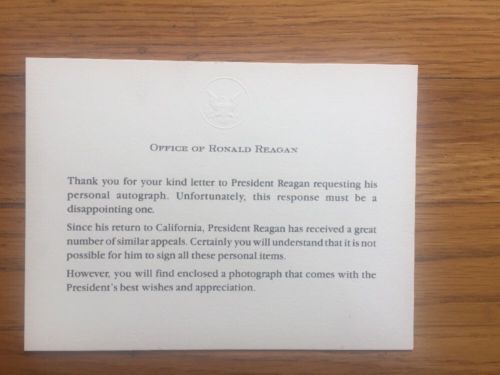 OFFICE OF RONALD REAGAN
Thank you for your kind letter to President Reagan requesting his
personal autograph. Unfortunately, this response must be a
disappointing one.
Since his return to California, President Reagan has received a great
number of similar appeals. Certainly you will understand that it is not
possible for him to sign all these personal items.
However, you will find enclosed a photograph that comes with the
President's best wishes and appreciation.